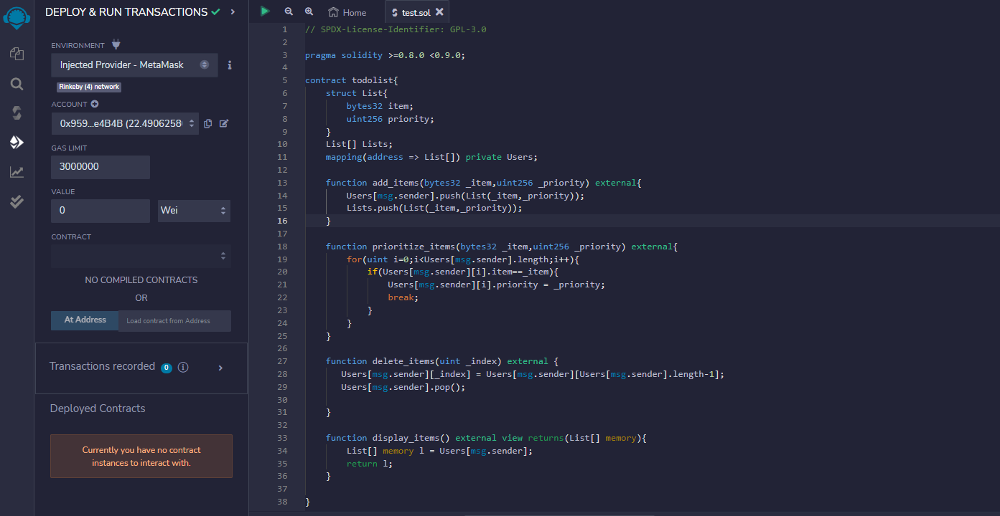 DEPLOY & RUN TRANSACTIONS
ENVIRONMENT
Injected Provider - MetaMask
Rinkeby (4) network
ACCOUNT
0x959...e4B4B (22.4906258
GAS LIMIT
3000000
VALUE
0
Wei
CONTRACT
NO COMPILED CONTRACTS
OR
At Address
Load contract from Address
Transactions recorded 0
Deployed Contracts
Currently you have no contract
instances to interact with.
Home
test.sol
1 // SPDX-License-Identifier: GPL-3.0
2
3 pragma solidity >=0.8.0 <0.9.0;
4
5 contract todolist{
6     struct List{
7         bytes32 item;
8         uint256 priority;
9     }
10     List[] Lists;
11     mapping(address => List[]) private Users;
12
13     function add_items(bytes32 _item,uint256 _priority) external{
14         Users[msg.sender].push(List(_item,_priority));
15         Lists.push(List(_item,_priority));
16     }
17
18     function prioritize_items(bytes32 _item,uint256 _priority) external{
19         for(uint i=0;i<Users[msg.sender].length;i++){
20             if(Users[msg.sender][i].item==_item){
21                 Users[msg.sender][i].priority = _priority;
22                 break;
23             }
24         }
25     }
26
27     function delete_items(uint _index) external {
28        Users[msg.sender][_index] = Users[msg.sender][Users[msg.sender].length-1];
29        Users[msg.sender].pop();
30
31     }
32
33     function display_items() external view returns(List[] memory){
34         List[] memory l = Users[msg.sender];
35         return l;
36     }
37
38 }